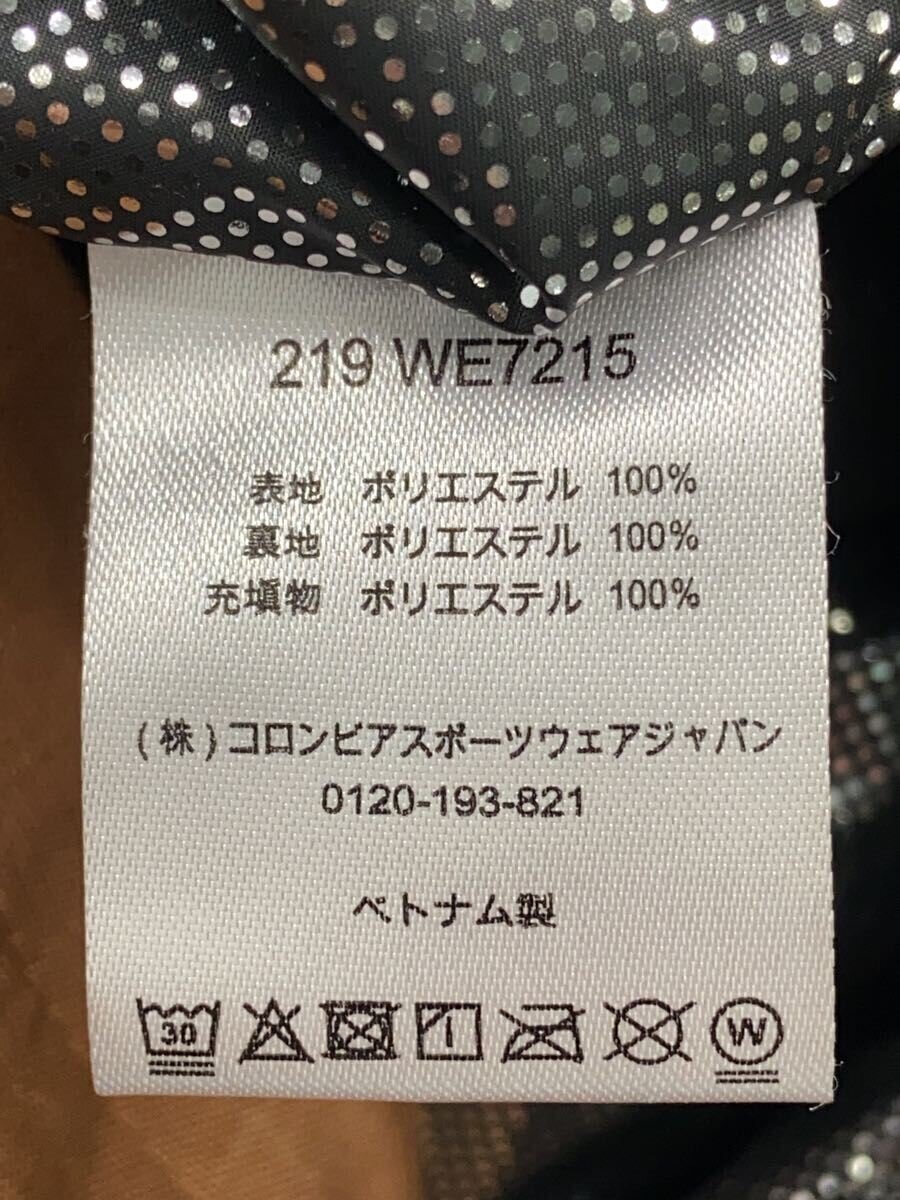 219 WE7215
表地 ポリエステル 100%
裏地 ポリエステル 100%
充填物 ポリエステル 100%
(株)コロンビアスポーツウェアジャパン
0120-193-821
ベトナム製
30 W